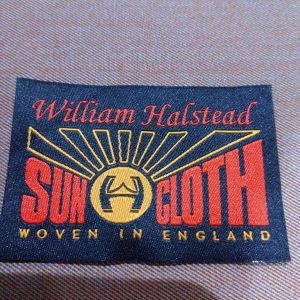 William Halstead
SUN CLOTH
WOVEN IN ENGLAND